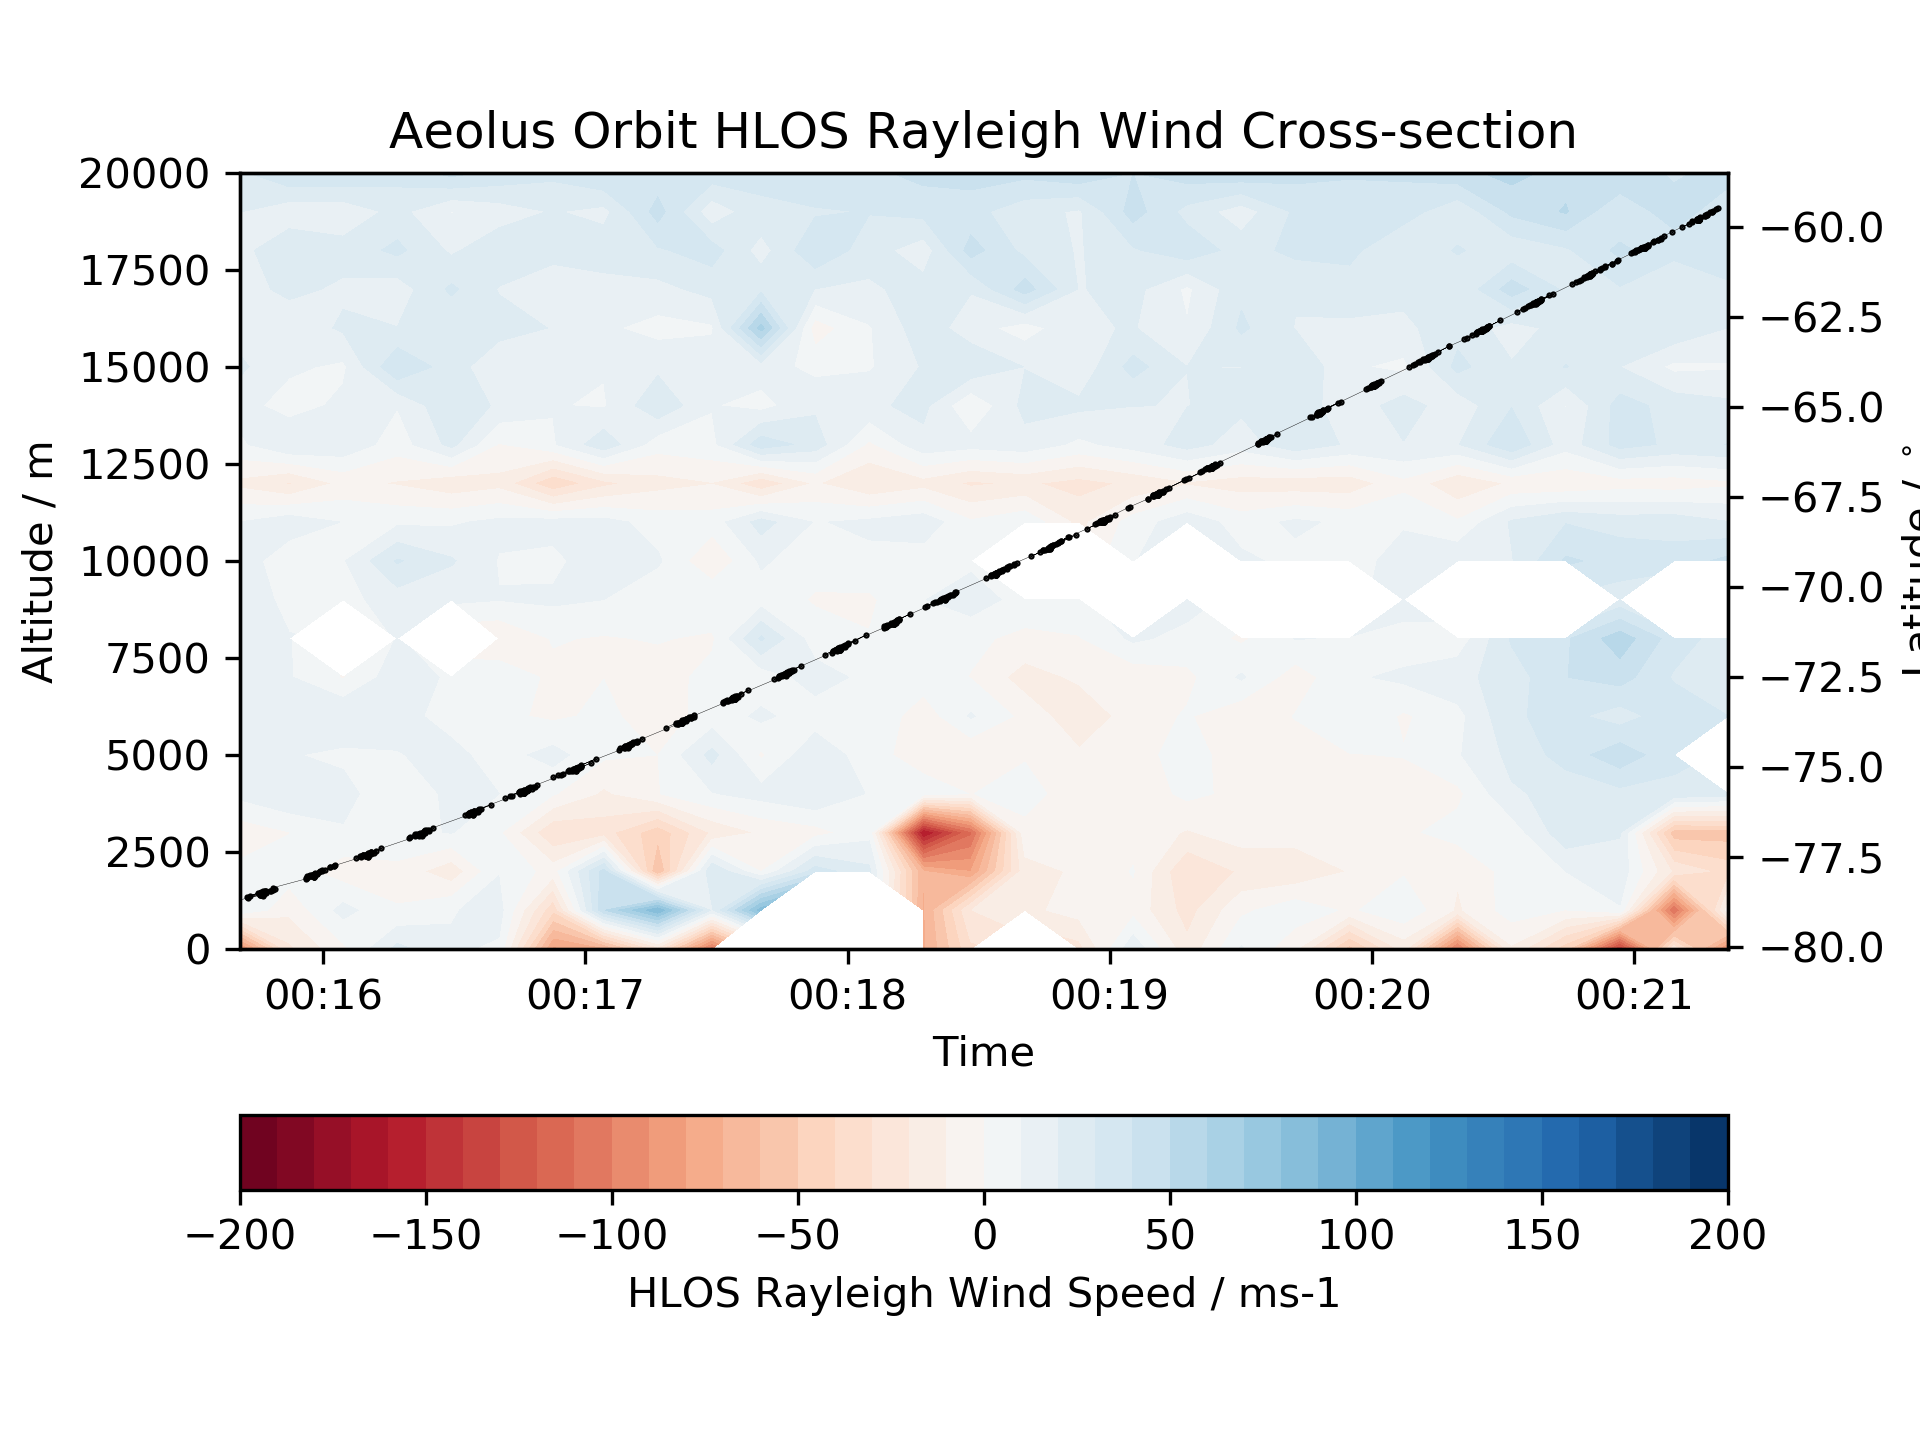 Aeolus Orbit HLOS Rayleigh Wind Cross-section
20000
17500
15000
12500
10000
7500
5000
2500
0
Altitude / m
−60.0
−62.5
−65.0
−67.5
−70.0
−72.5
−75.0
−77.5
−80.0
Latitude / °
00:16 00:17 00:18 00:19 00:20 00:21
Time
−200 −150 −100 −50 0 50 100 150 200
HLOS Rayleigh Wind Speed / ms-1